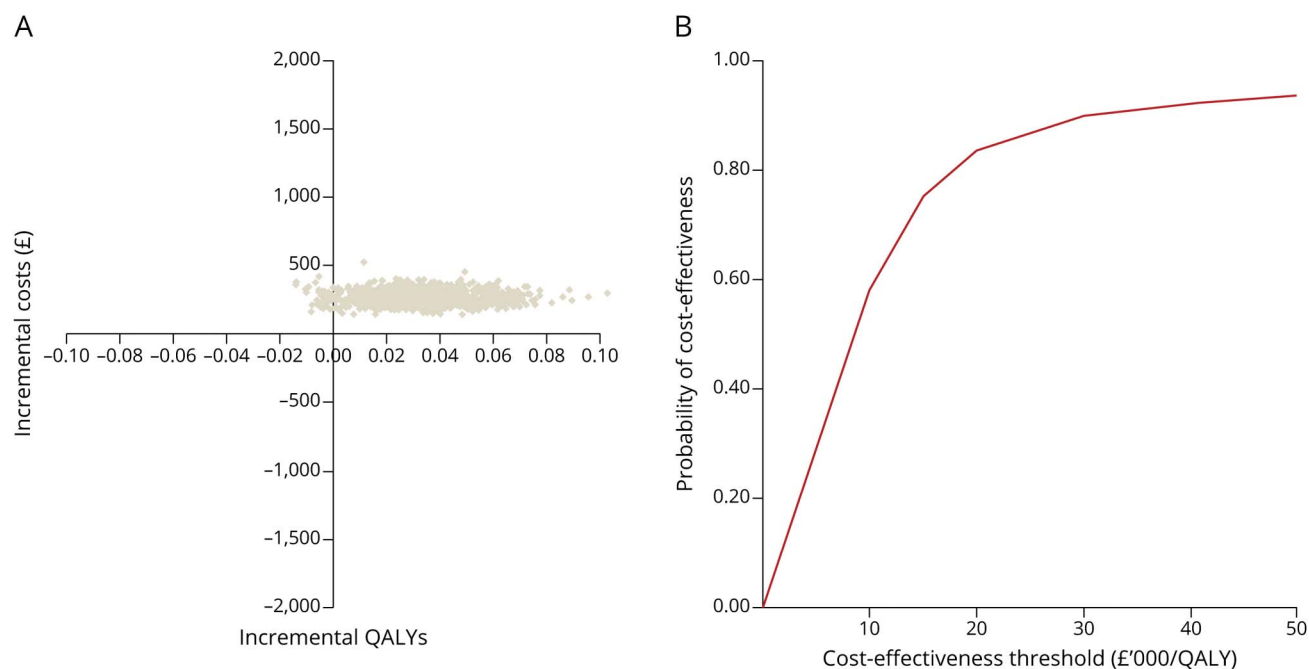 A
2,000
1,500
1,000
500
–500
–1,000
–1,500
–2,000
–0.10 –0.08 –0.06 –0.04 –0.02 0.00 0.02 0.04 0.06 0.08 0.10
Incremental costs (£)
Incremental QALYs
B
1.00
0.80
0.60
0.40
0.20
0.00
10 20 30 40 50
Probability of cost-effectiveness
Cost-effectiveness threshold (£’000/QALY)